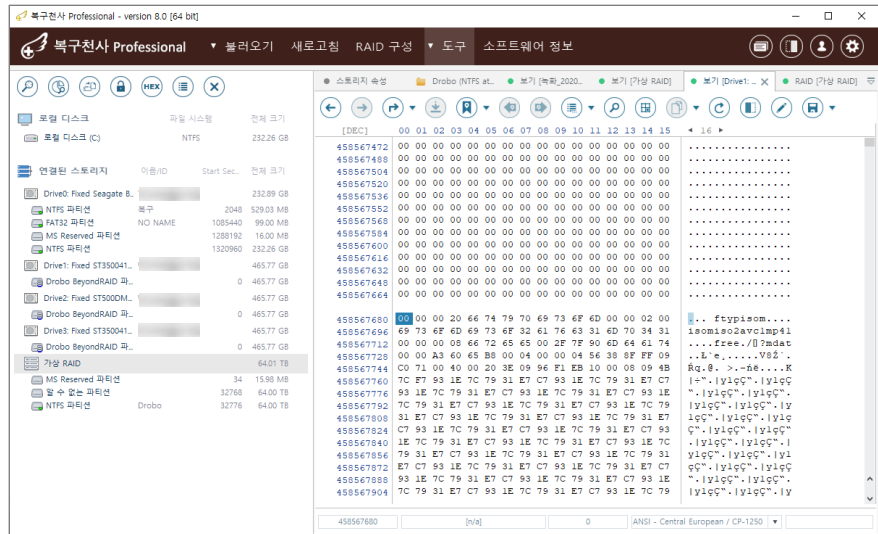 복구천사 Professional - version 8.0 [64 bit]
복구천사 Professional ▼ 불러오기 새로고침 RAID 구성 ▼ 도구 소프트웨어 정보
HEX
로컬 디스크 파일 시스템 전체 크기
로컬 디스크 (C:) NTFS 232.26 GB
연결된 스토리지 이름/ID Start Sec... 전체 크기
Drive0: Fixed Seagate B... 232.89 GB
NTFS 파티션 복구 2048 529.03 MB
FAT32 파티션 NO NAME 1085440 99.00 MB
MS Reserved 파티션 1288192 16.00 MB
NTFS 파티션 1320960 232.26 GB
Drive1: Fixed ST350041... 465.77 GB
Drobo BeyondRAID 파... 0 465.77 GB
Drive2: Fixed ST500DM... 465.77 GB
Drobo BeyondRAID 파... 0 465.77 GB
Drive3: Fixed ST350041... 465.77 GB
Drobo BeyondRAID 파... 0 465.77 GB
가상 RAID 64.01 TB
MS Reserved 파티션 34 15.98 MB
알 수 없는 파티션 32768 64.00 TB
NTFS 파티션 Drobo 32776 64.00 TB
스토리지 속성 Drobo (NTFS at... 보기 [녹화_2020... 보기 [가상 RAID] 보기 [Drive1: ... RAID [가상 RAID]
[DEC] 00 01 02 03 04 05 06 07 08 09 10 11 12 13 14 15 ◄ 16 ►
458567472 00 00 00 00 00 00 00 00 00 00 00 00 00 00 00 00 ................
458567488 00 00 00 00 00 00 00 00 00 00 00 00 00 00 00 00 ................
458567504 00 00 00 00 00 00 00 00 00 00 00 00 00 00 00 00 ................
458567520 00 00 00 00 00 00 00 00 00 00 00 00 00 00 00 00 ................
458567536 00 00 00 00 00 00 00 00 00 00 00 00 00 00 00 00 ................
458567552 00 00 00 00 00 00 00 00 00 00 00 00 00 00 00 00 ................
458567568 00 00 00 00 00 00 00 00 00 00 00 00 00 00 00 00 ................
458567584 00 00 00 00 00 00 00 00 00 00 00 00 00 00 00 00 ................
458567600 00 00 00 00 00 00 00 00 00 00 00 00 00 00 00 00 ................
458567616 00 00 00 00 00 00 00 00 00 00 00 00 00 00 00 00 ................
458567632 00 00 00 00 00 00 00 00 00 00 00 00 00 00 00 00 ................
458567648 00 00 00 00 00 00 00 00 00 00 00 00 00 00 00 00 ................
458567664 00 00 00 00 00 00 00 00 00 00 00 00 00 00 00 00 ................
458567680 00 00 00 20 66 74 79 70 69 73 6F 6D 00 00 02 00 ... ftypisom....
458567696 69 73 6F 6D 69 73 6F 32 61 76 63 31 6D 70 34 31 isomiso2avc1mp41
458567712 00 00 00 08 66 72 65 65 00 2F 7F 90 6D 64 61 74 ....free./▯?mdat
458567728 00 00 A3 60 65 B8 00 04 00 00 04 56 38 8F FF 09 ..Ł`e¸.....V8Ź˙.
458567744 C0 71 00 40 00 20 3E 09 96 F1 EB 10 00 08 09 4B Ŕq.@. >.–ńë....K
458567760 7C F7 93 1E 7C 79 31 E7 C7 93 1E 7C 79 31 E7 C7 |÷“.|y1çÇ“.|y1çÇ
458567776 93 1E 7C 79 31 E7 C7 93 1E 7C 79 31 E7 C7 93 1E “.|y1çÇ“.|y1çÇ“.
458567792 7C 79 31 E7 C7 93 1E 7C 79 31 E7 C7 93 1E 7C 79 |y1çÇ“.|y1çÇ“.|y
458567808 31 E7 C7 93 1E 7C 79 31 E7 C7 93 1E 7C 79 31 E7 1çÇ“.|y1çÇ“.|y1ç
458567824 C7 93 1E 7C 79 31 E7 C7 93 1E 7C 79 31 E7 C7 93 Ç“.|y1çÇ“.|y1çÇ“
458567840 1E 7C 79 31 E7 C7 93 1E 7C 79 31 E7 C7 93 1E 7C .|y1çÇ“.|y1çÇ“.|
458567856 79 31 E7 C7 93 1E 7C 79 31 E7 C7 93 1E 7C 79 31 y1çÇ“.|y1çÇ“.|y1
458567872 E7 C7 93 1E 7C 79 31 E7 C7 93 1E 7C 79 31 E7 C7 çÇ“.|y1çÇ“.|y1çÇ
458567888 93 1E 7C 79 31 E7 C7 93 1E 7C 79 31 E7 C7 93 1E “.|y1çÇ“.|y1çÇ“.
458567904 7C 79 31 E7 C7 93 1E 7C 79 31 E7 C7 93 1E 7C 79 |y1çÇ“.|y1çÇ“.|y
458567680 [n/a] 0 ANSI - Central European / CP-1250